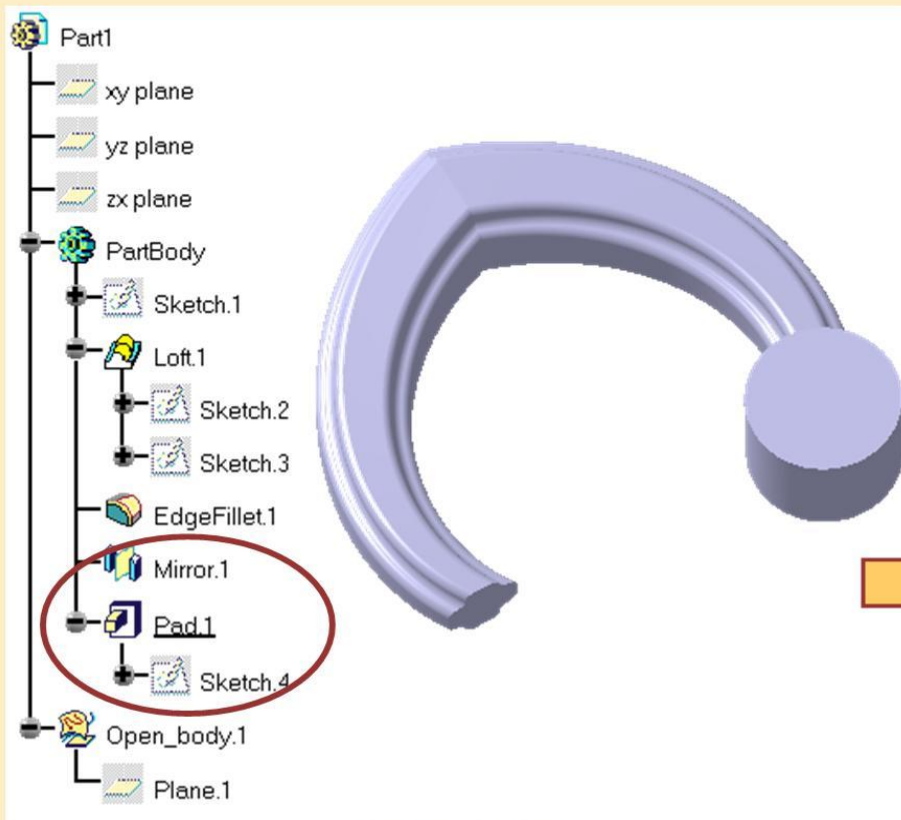 Part1
xy plane
yz plane
zx plane
PartBody
Sketch.1
Loft.1
Sketch.2
Sketch.3
EdgeFillet.1
Mirror.1
Pad.1
Sketch.4
Open_body.1
Plane.1